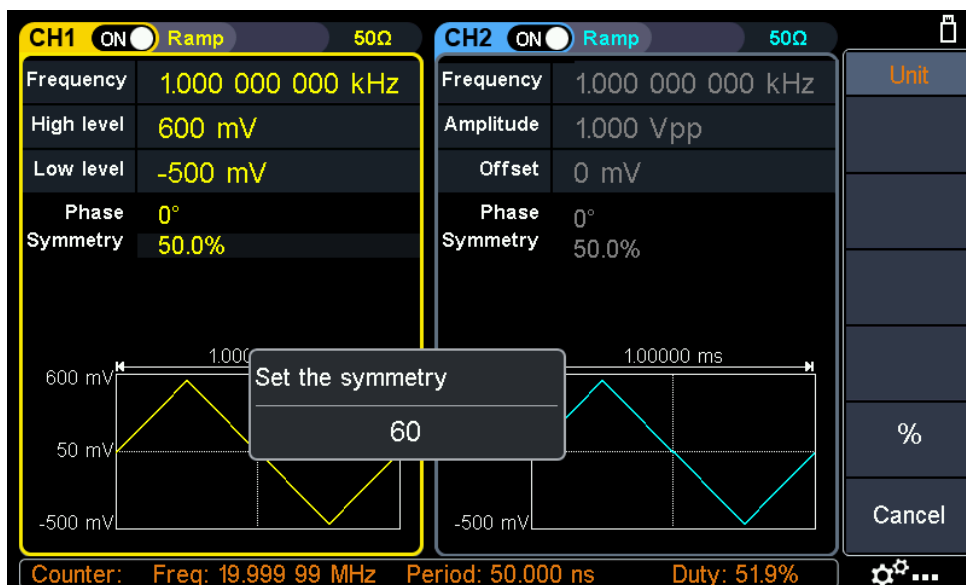 CH1 ON Ramp 50Ω
Frequency 1.000 000 000 kHz
High level 600 mV
Low level -500 mV
Phase 0°
Symmetry 50.0%
1.000
600 mV
50 mV
-500 mV
CH2 ON Ramp 50Ω
Frequency 1.000 000 000 kHz
Amplitude 1.000 Vpp
Offset 0 mV
Phase 0°
Symmetry 50.0%
1.00000 ms
-500 mV
Set the symmetry
60
Unit
%
Cancel
Counter: Freq: 19.999 99 MHz Period: 50.000 ns Duty: 51.9%